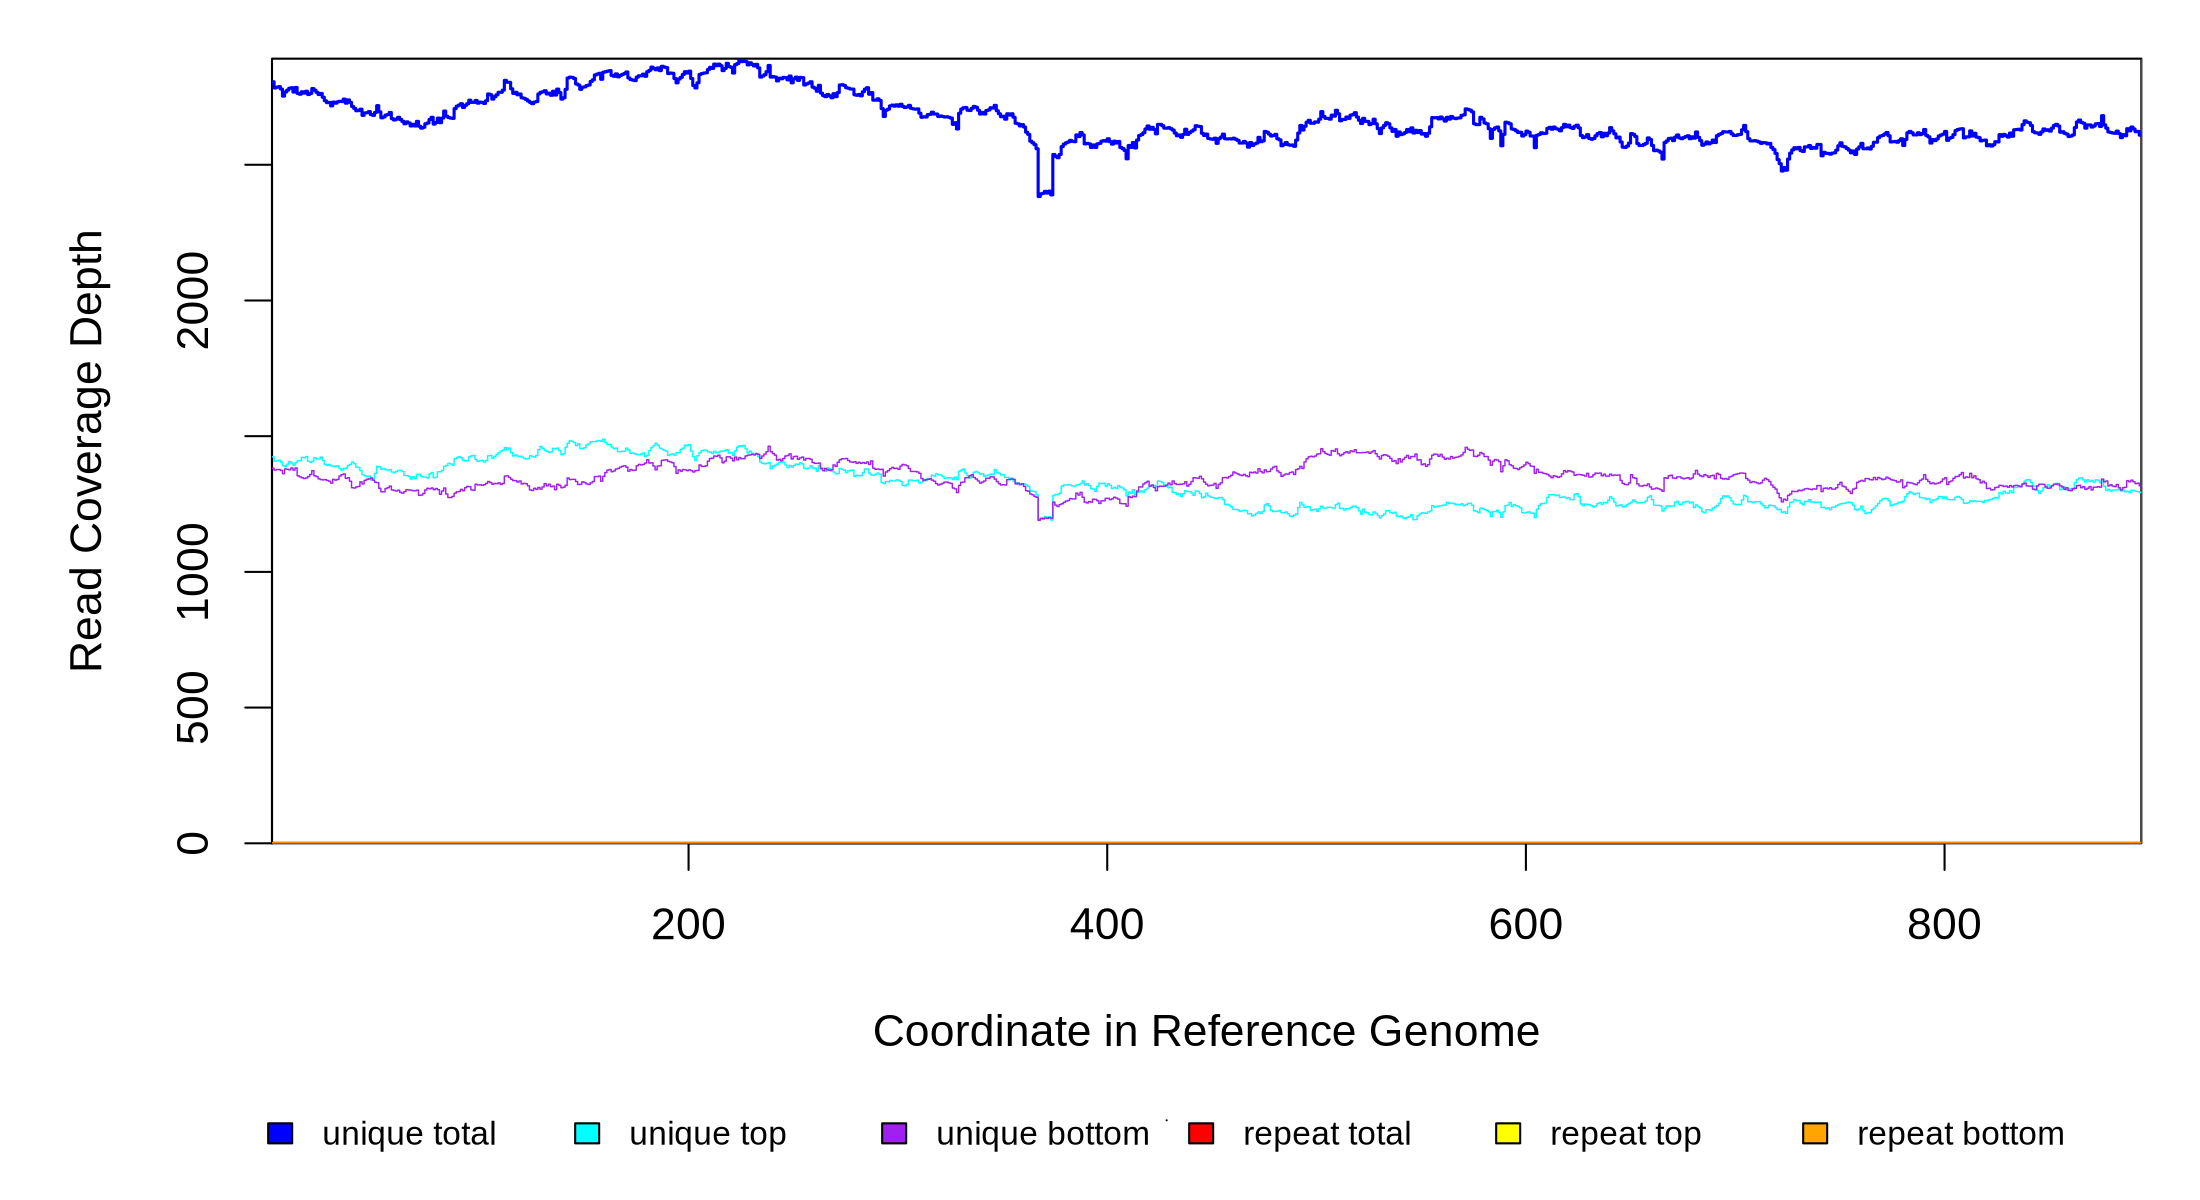 Read Coverage Depth
2000
1000
500
0
200 400 600 800
Coordinate in Reference Genome
unique total unique top unique bottom repeat total repeat top repeat bottom